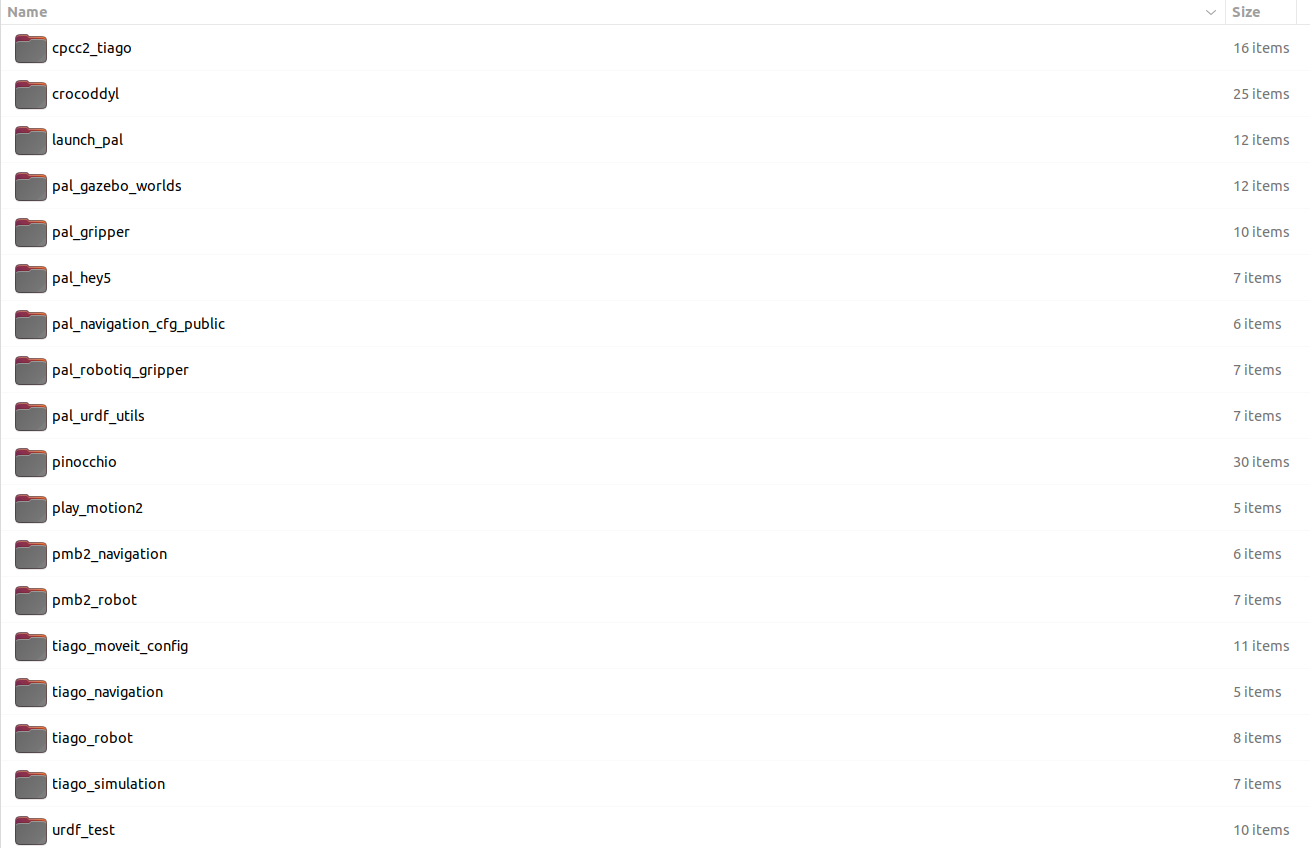 Name Size
cpcc2_tiago 16 items
crocoddyl 25 items
launch_pal 12 items
pal_gazebo_worlds 12 items
pal_gripper 10 items
pal_hey5 7 items
pal_navigation_cfg_public 6 items
pal_robotiq_gripper 7 items
pal_urdf_utils 7 items
pinocchio 30 items
play_motion2 5 items
pmb2_navigation 6 items
pmb2_robot 7 items
tiago_moveit_config 11 items
tiago_navigation 5 items
tiago_robot 8 items
tiago_simulation 7 items
urdf_test 10 items